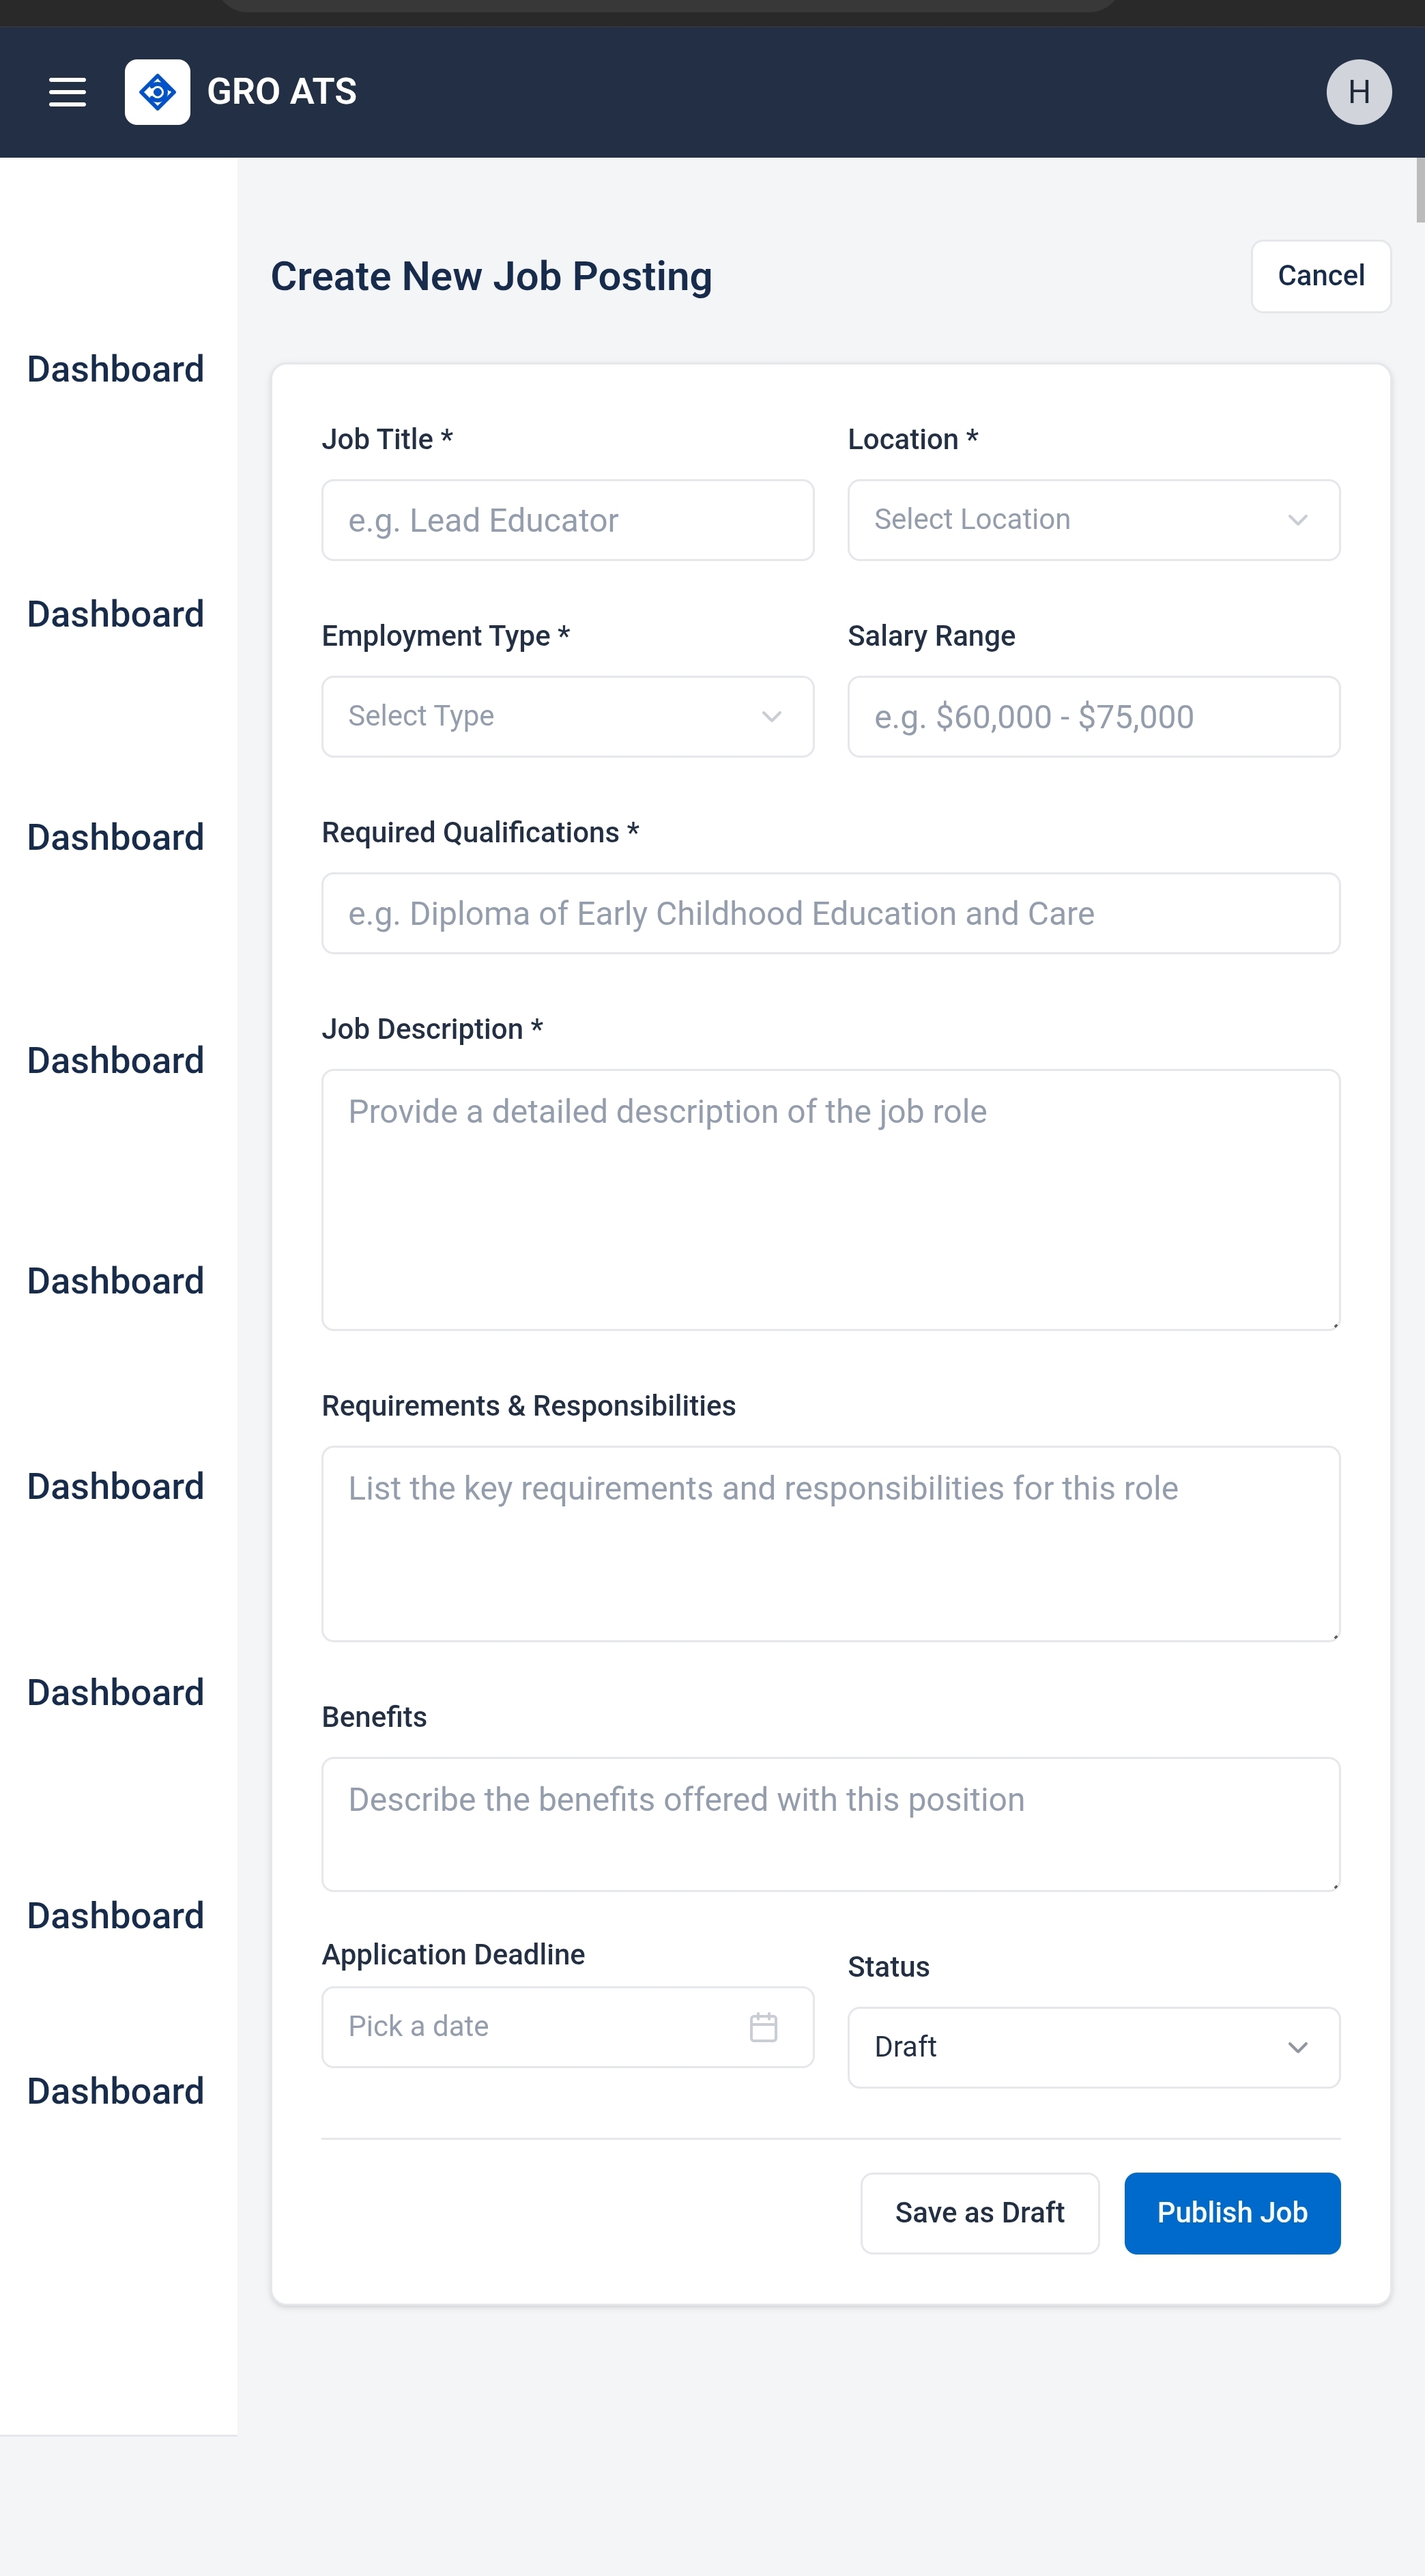 GRO ATS
H
Create New Job Posting
Cancel
Dashboard
Dashboard
Dashboard
Dashboard
Dashboard
Dashboard
Dashboard
Dashboard
Dashboard
Job Title *
Location *
e.g. Lead Educator
Select Location
Employment Type *
Salary Range
Select Type
e.g. $60,000 - $75,000
Required Qualifications *
e.g. Diploma of Early Childhood Education and Care
Job Description *
Provide a detailed description of the job role
Requirements & Responsibilities
List the key requirements and responsibilities for this role
Benefits
Describe the benefits offered with this position
Application Deadline
Status
Pick a date
Draft
Save as Draft
Publish Job